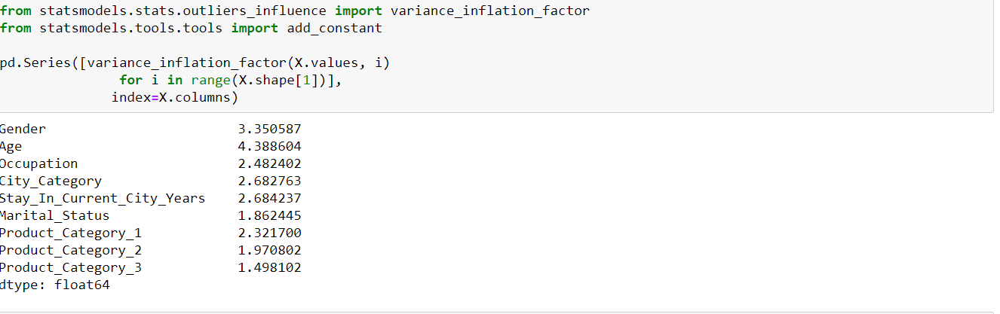 from statsmodels.stats.outliers_influence import variance_inflation_factor
from statsmodels.tools.tools import add_constant
pd.Series([variance_inflation_factor(X.values, i)
for i in range(X.shape[1])],
index=X.columns)
Gender 3.350587
Age 4.388604
Occupation 2.482402
City_Category 2.682763
Stay_In_Current_City_Years 2.684237
Marital_Status 1.862445
Product_Category_1 2.321700
Product_Category_2 1.970802
Product_Category_3 1.498102
dtype: float64